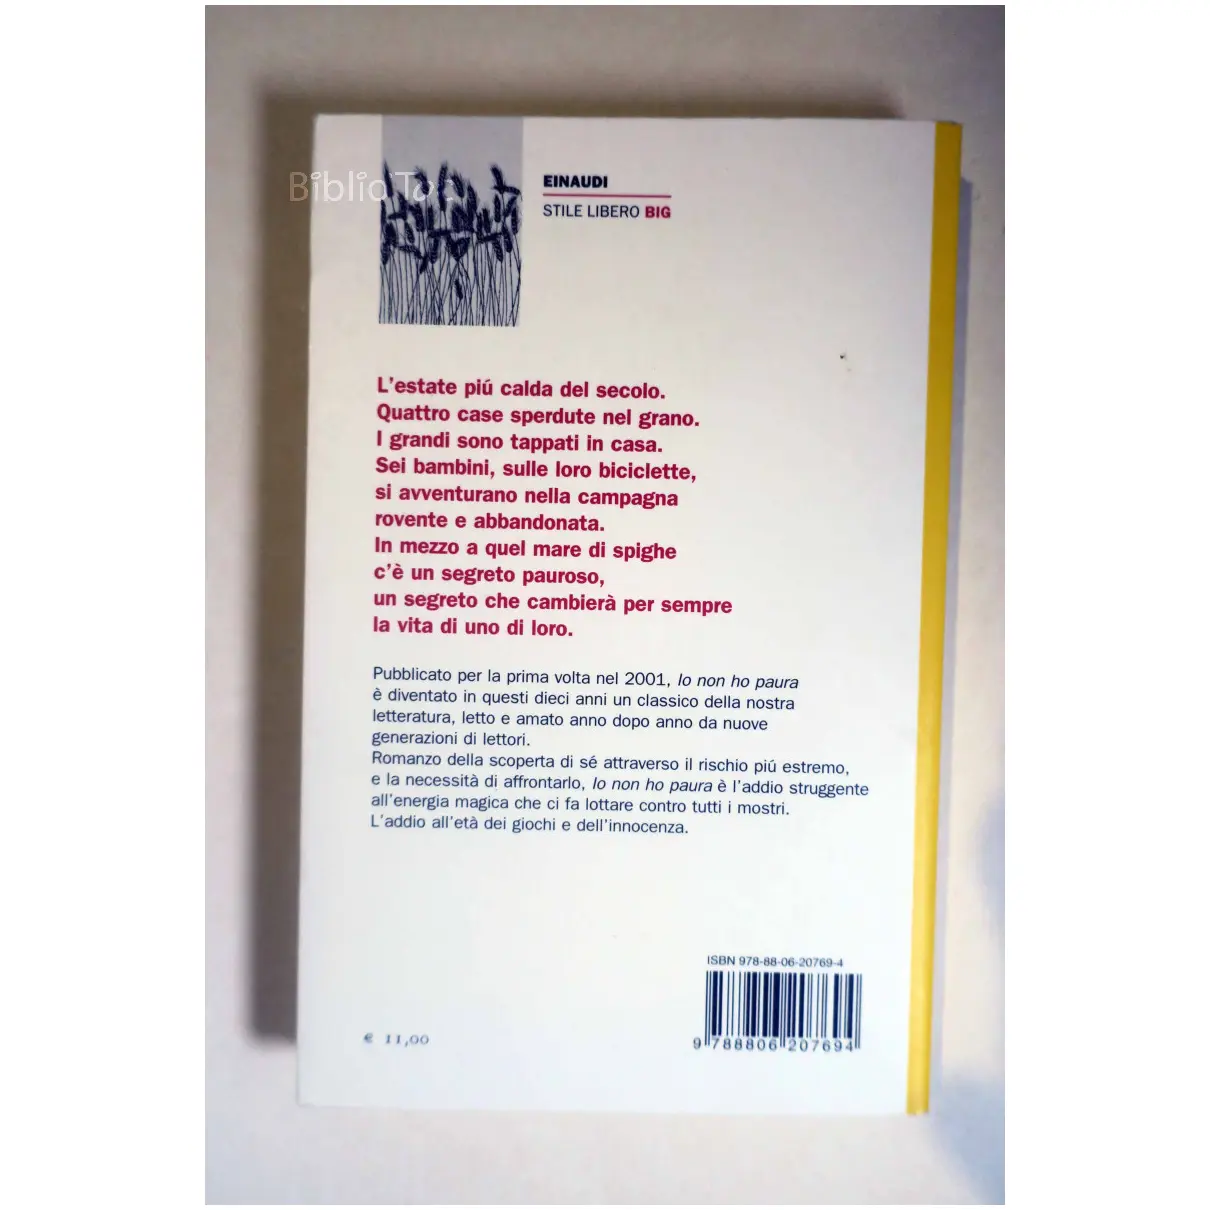 EINAUDI
STILE LIBERO BIG
L'estate piú calda del secolo.
Quattro case sperdute nel grano.
I grandi sono tappati in casa.
Sei bambini, sulle loro biciclette,
si avventurano nella campagna
rovente e abbandonata.
In mezzo a quel mare di spighe
c'è un segreto pauroso,
un segreto che cambierà per sempre
la vita di uno di loro.
Pubblicato per la prima volta nel 2001, Io non ho paura
è diventato in questi dieci anni un classico della nostra
letteratura, letto e amato anno dopo anno da nuove
generazioni di lettori.
Romanzo della scoperta di sé attraverso il rischio piú estremo,
e la necessità di affrontarlo, Io non ho paura è l'addio struggente
all'energia magica che ci fa lottare contro tutti i mostri.
L'addio all'età dei giochi e dell'innocenza.
ISBN 978-88-06-20769-4
€ 11,00
9 788806 207694